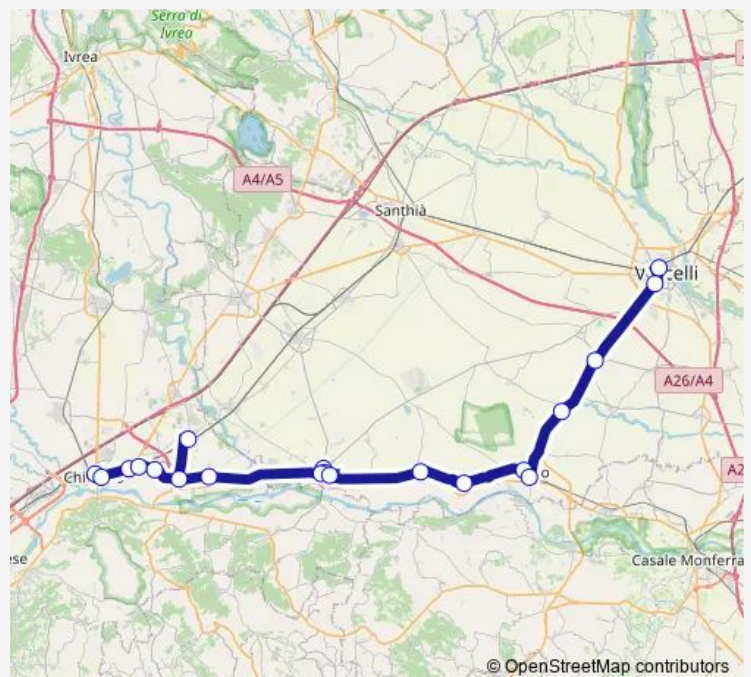 Serra di
Ivrea
Ivrea
A4/A5
Santhià
A26/A4
Casale Monferra
© OpenStreetMap contributors